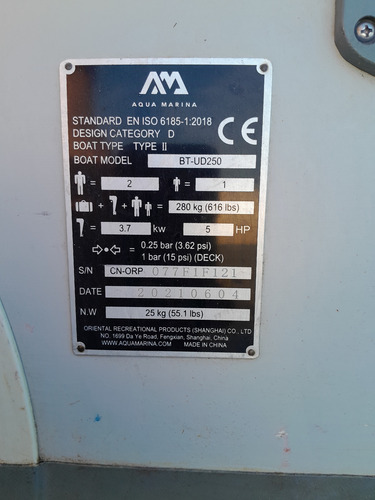 AQUA MARINA
STANDARD EN ISO 6185-1:2018
DESIGN CATEGORY D
BOAT TYPE TYPE II
BOAT MODEL BT-UD250
CE
= 2 = 1
+ + = 280 kg (616 lbs)
= 3.7 kw 5 HP
0.25 bar (3.62 psi)
1 bar (15 psi) (DECK)
S/N CN-ORP 077F1F121
DATE 20210604
N.W 25 kg (55.1 lbs)
ORIENTAL RECREATIONAL PRODUCTS (SHANGHAI) CO., LTD
NO. 1699 Da Ye Road, Fengxian, Shanghai, China
WWW.AQUAMARINA.COM MADE IN CHINA